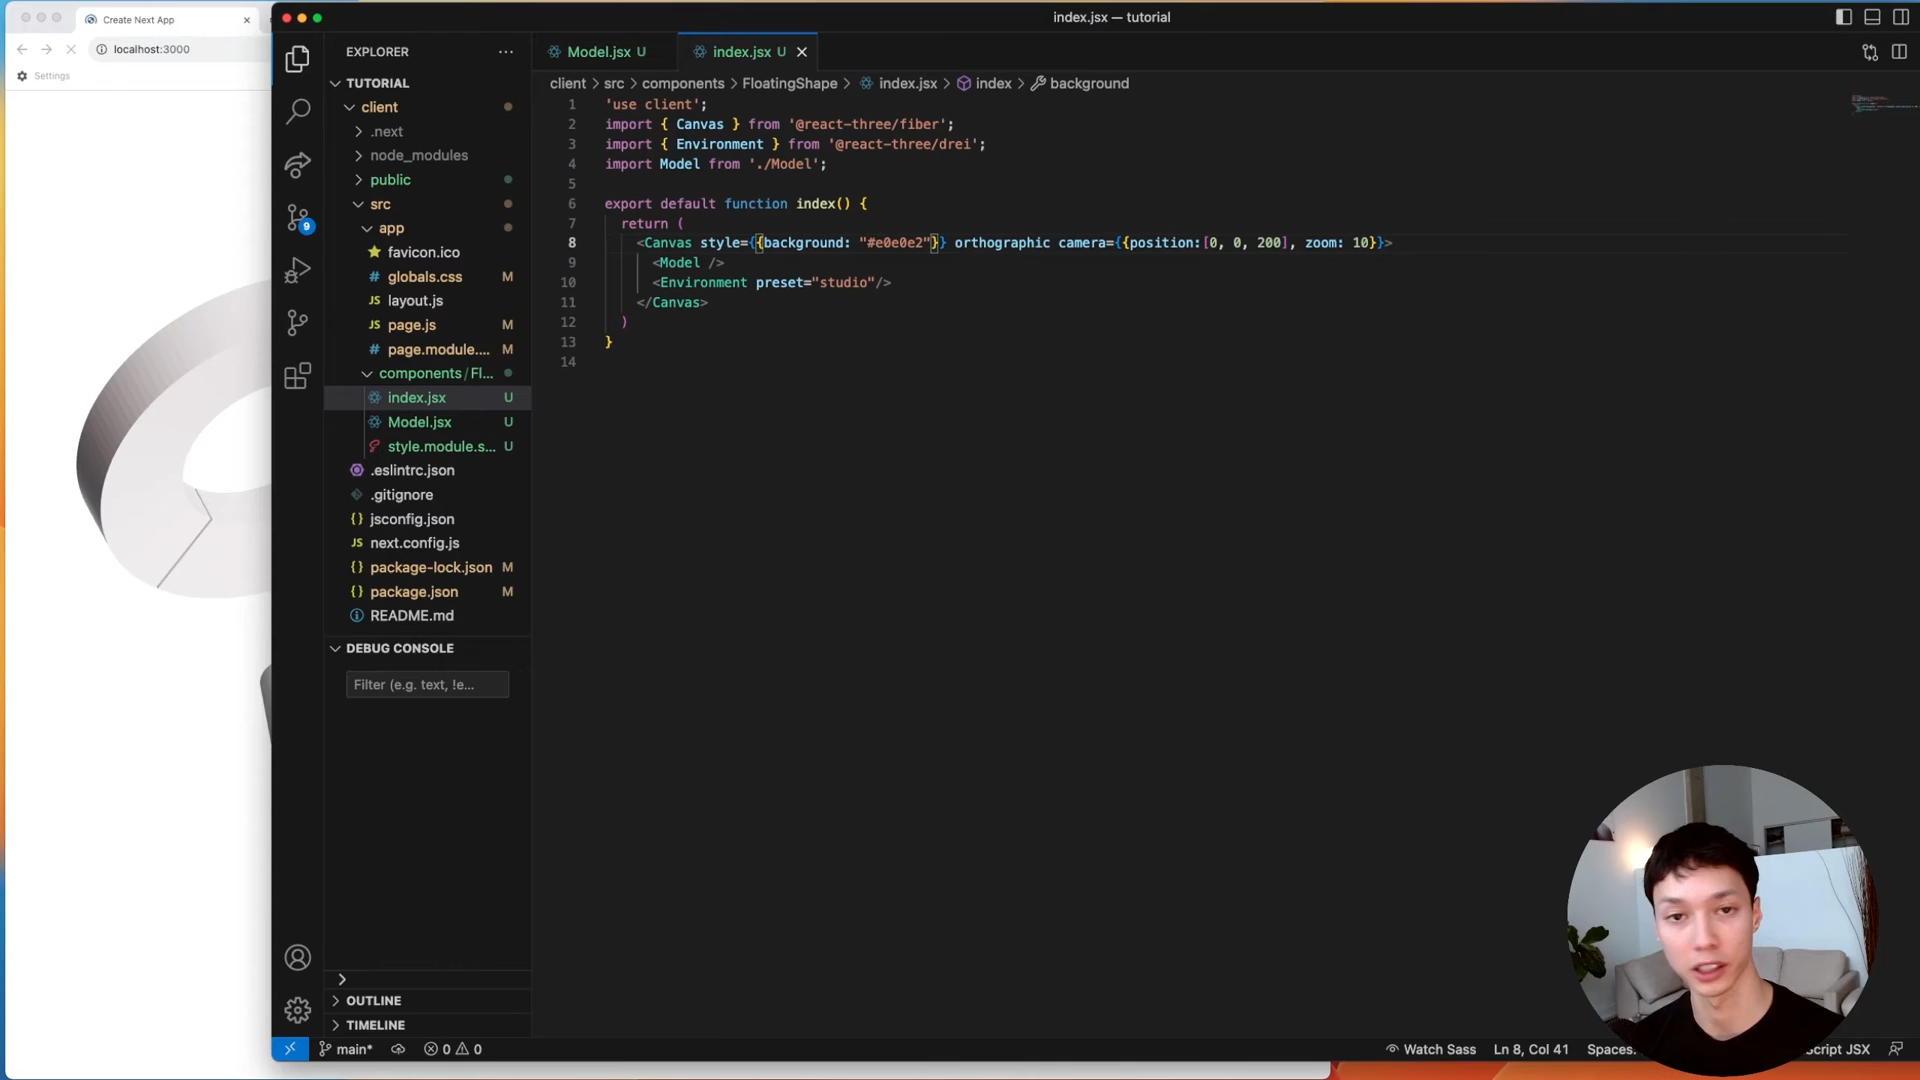 Create Next App
index.jsx — tutorial
localhost:3000
Settings
EXPLORER
TUTORIAL
client
.next
node_modules
public
src
app
favicon.ico
globals.css M
layout.js
page.js M
page.module.... M
components/Fl...
index.jsx U
Model.jsx U
style.module.s... U
.eslintrc.json
.gitignore
jsconfig.json
next.config.js
package-lock.json M
package.json M
README.md
DEBUG CONSOLE
Filter (e.g. text, !e...
OUTLINE
TIMELINE
9
Model.jsx U
index.jsx U
client > src > components > FloatingShape > index.jsx > index > background
1 'use client';
2 import { Canvas } from '@react-three/fiber';
3 import { Environment } from '@react-three/drei';
4 import Model from './Model';
5
6 export default function index() {
7 return (
8 <Canvas style={{background: "#e0e0e2"}} orthographic camera={{position:[0, 0, 200], zoom: 10}}>
9 <Model />
10 <Environment preset="studio"/>
11 </Canvas>
12 )
13 }
14
main* 0 0 Watch Sass Ln 8, Col 41 Spaces: cript JSX